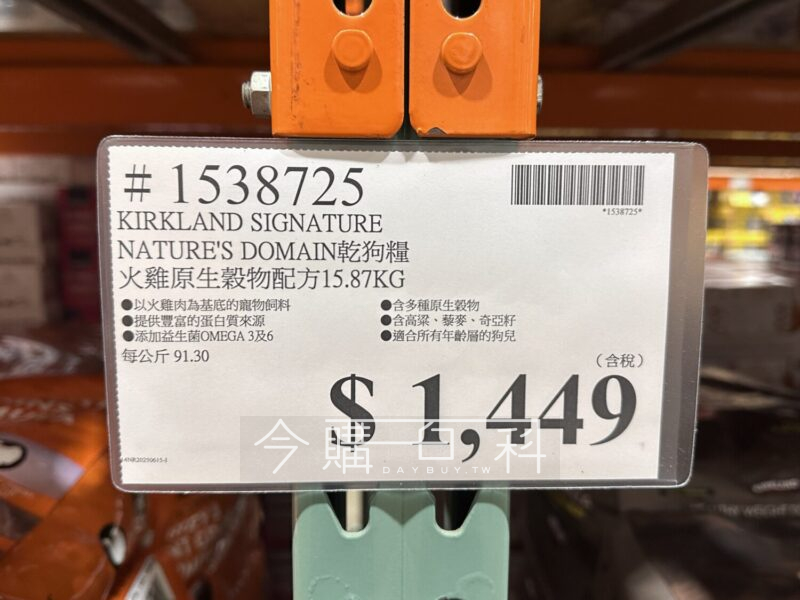 # 1538725
*1538725*
KIRKLAND SIGNATURE
NATURE'S DOMAIN乾狗糧
火雞原生穀物配方15.87KG
●以火雞肉為基底的寵物飼料
●提供豐富的蛋白質來源
●添加益生菌OMEGA 3及6
●含多種原生穀物
●含高粱、藜麥、奇亞籽
●適合所有年齡層的狗兒
每公斤 91.30
(含稅)
$ 1,449
今購百科
DAYBUY.TW